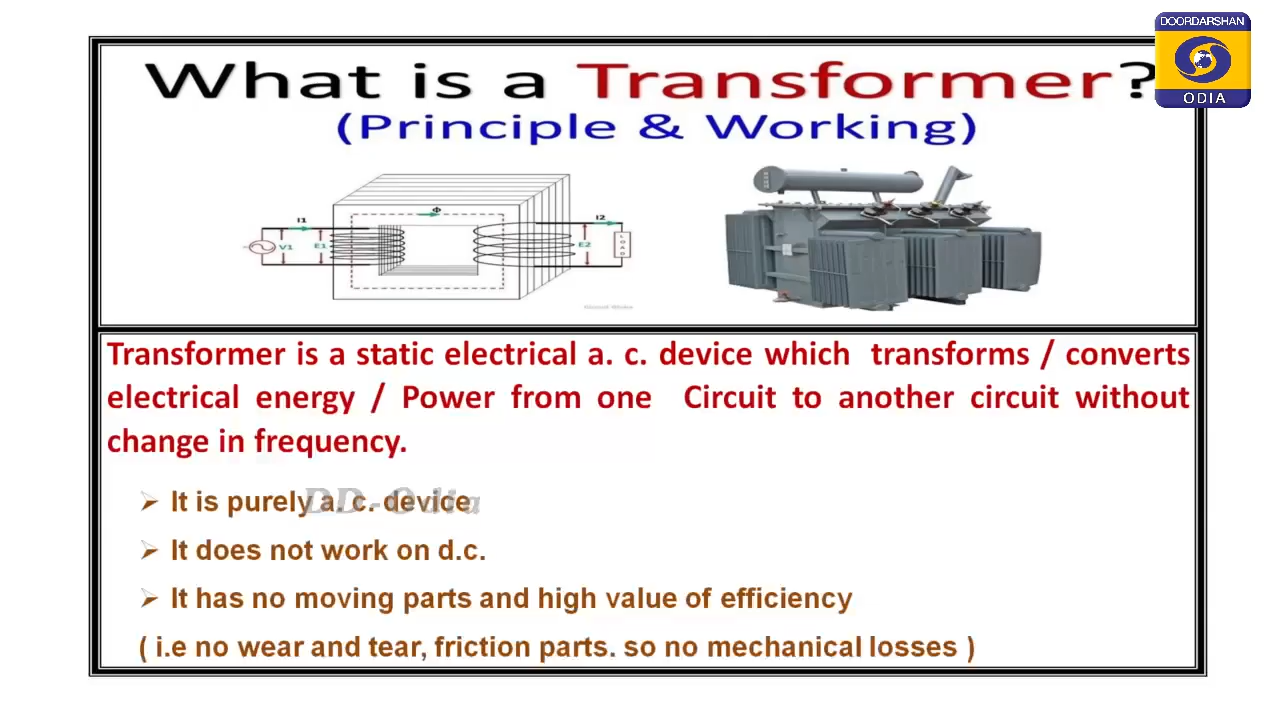 DOORDARSHAN
ODIA
What is a Transformer?
(Principle & Working)
Φ
I1
I2
V1
E1
E2
LOAD
Transformer is a static electrical a. c. device which transforms / converts
electrical energy / Power from one Circuit to another circuit without
change in frequency.
➢ It is purely a. c. device
DD-Odia
➢ It does not work on d.c.
➢ It has no moving parts and high value of efficiency
( i.e no wear and tear, friction parts. so no mechanical losses )